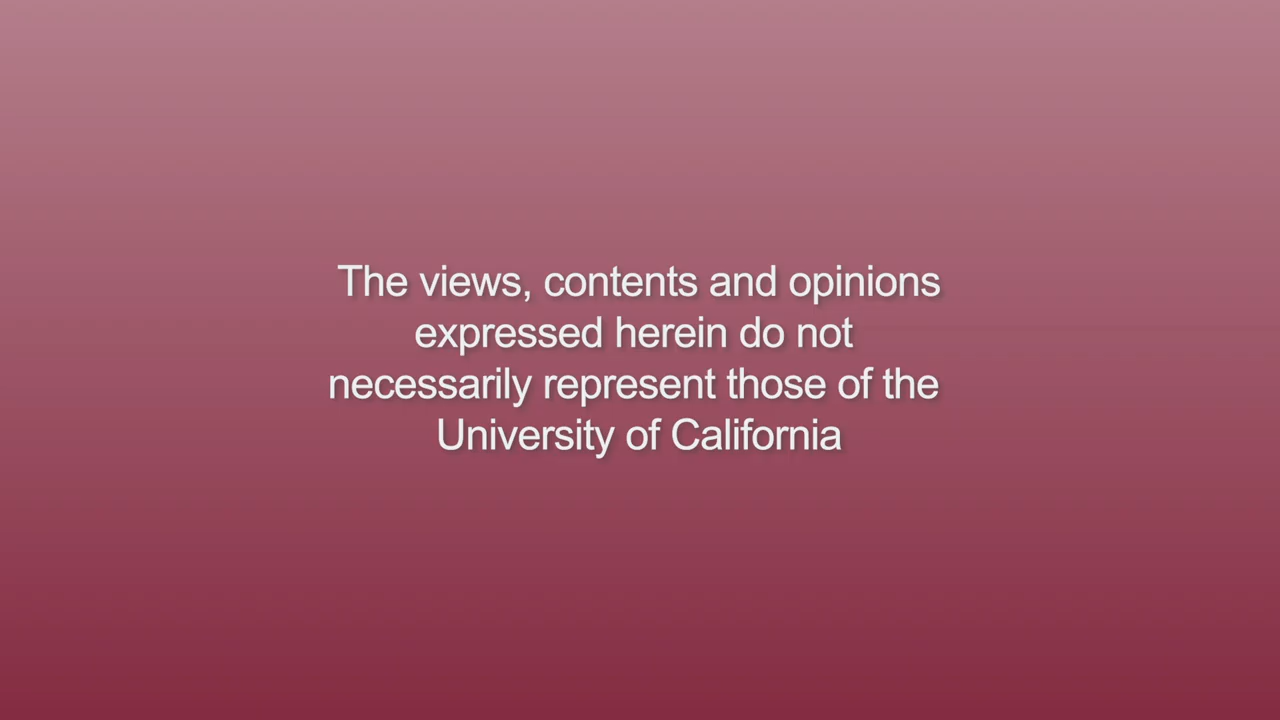 The views, contents and opinions
expressed herein do not
necessarily represent those of the
University of California